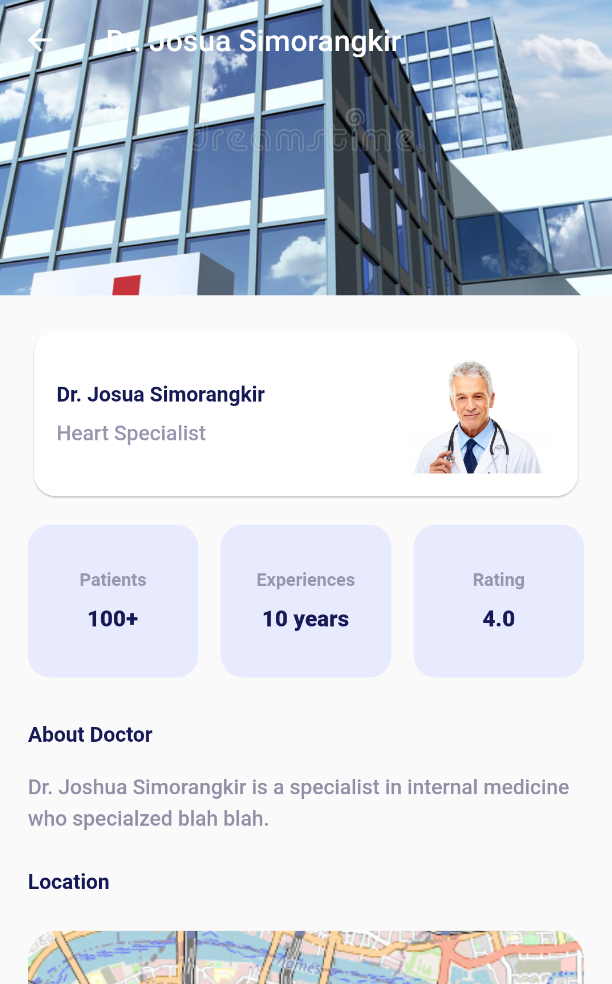 Dr. Josua Simorangkir
dreamstime.
Dr. Josua Simorangkir
Heart Specialist
Patients
Experiences
Rating
100+
10 years
4.0
About Doctor
Dr. Joshua Simorangkir is a specialist in internal medicine
who specialzed blah blah.
Location
Thames